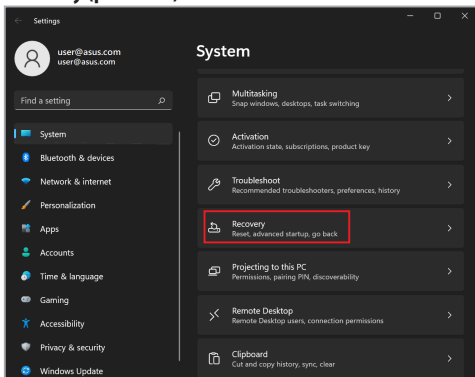 Settings
user@asus.com
user@asus.com
Find a setting
System
Bluetooth & devices
Network & internet
Personalization
Apps
Accounts
Time & language
Gaming
Accessibility
Privacy & security
Windows Update
System
Multitasking
Snap windows, desktops, task switching
Activation
Activation state, subscriptions, product key
Troubleshoot
Recommended troubleshooters, preferences, history
Recovery
Reset, advanced startup, go back
Projecting to this PC
Permissions, pairing PIN, discoverability
Remote Desktop
Remote Desktop users, connection permissions
Clipboard
Cut and copy history, sync, clear